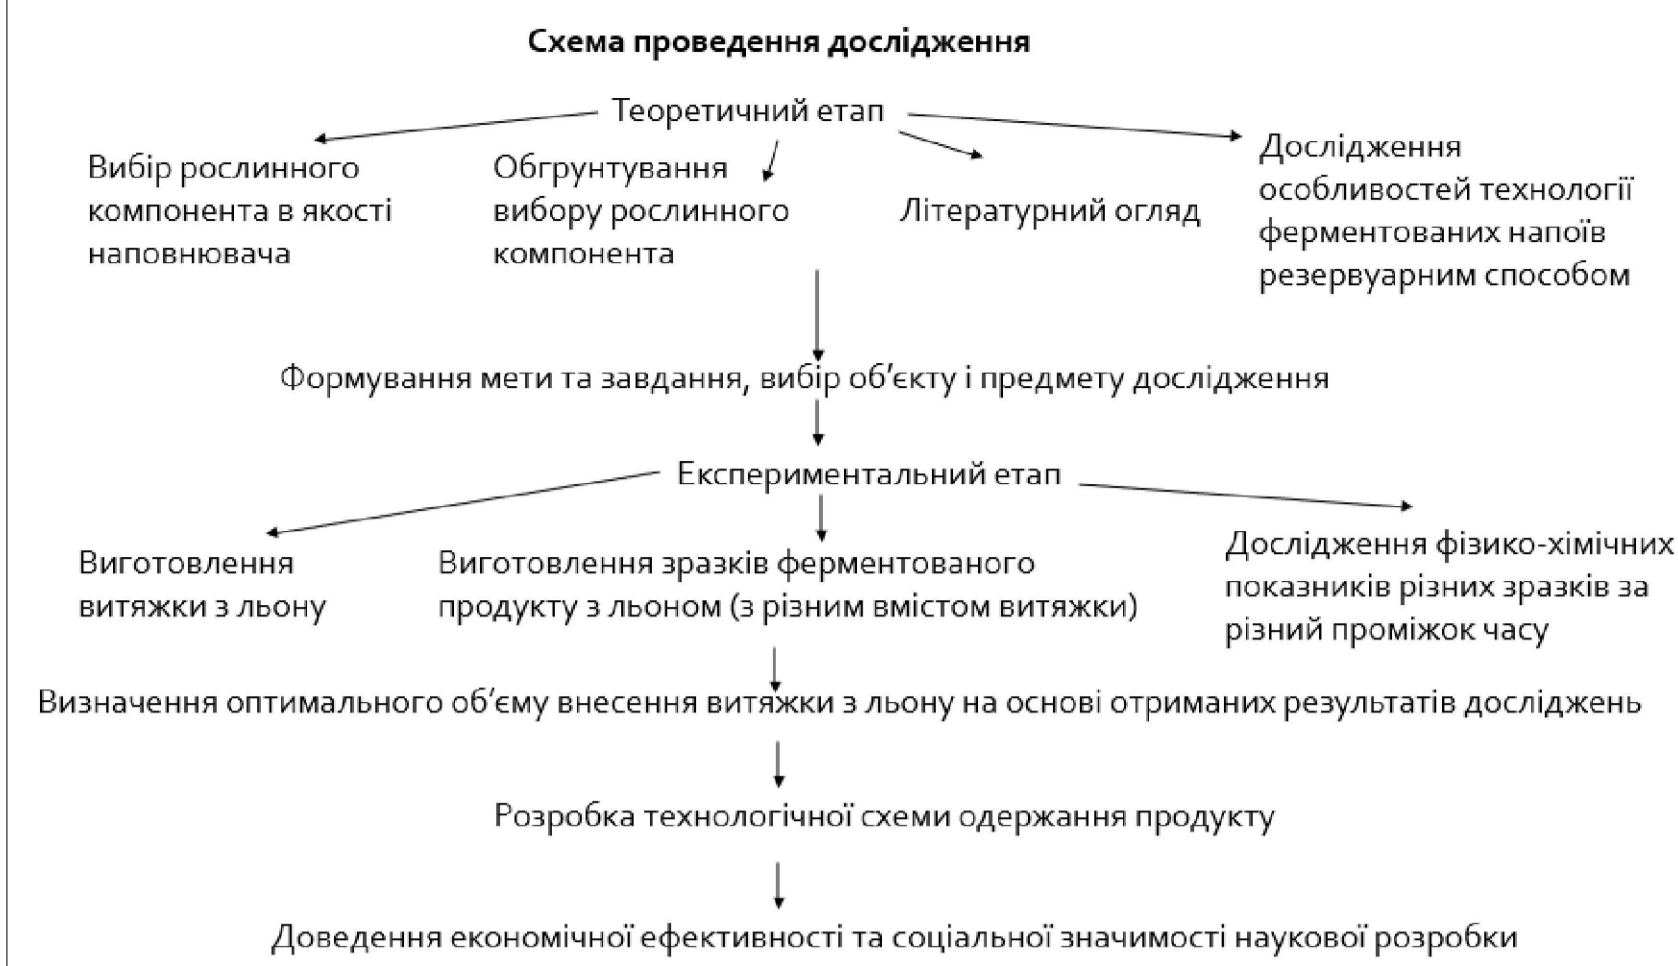 Схема проведення дослідження
Теоретичний етап
Вибір рослинного
компонента в якості
наповнювача
Обгрунтування
вибору рослинного
компонента
Літературний огляд
Дослідження
особливостей технології
ферментованих напоїв
резервуарним способом
Формування мети та завдання, вибір об’єкту і предмету дослідження
Експериментальний етап
Виготовлення
витяжки з льону
Виготовлення зразків ферментованого
продукту з льоном (з різним вмістом витяжки)
Дослідження фізико-хімічних
показників різних зразків за
різний проміжок часу
Визначення оптимального об’єму внесення витяжки з льону на основі отриманих результатів досліджень
Розробка технологічної схеми одержання продукту
Доведення економічної ефективності та соціальної значимості наукової розробки